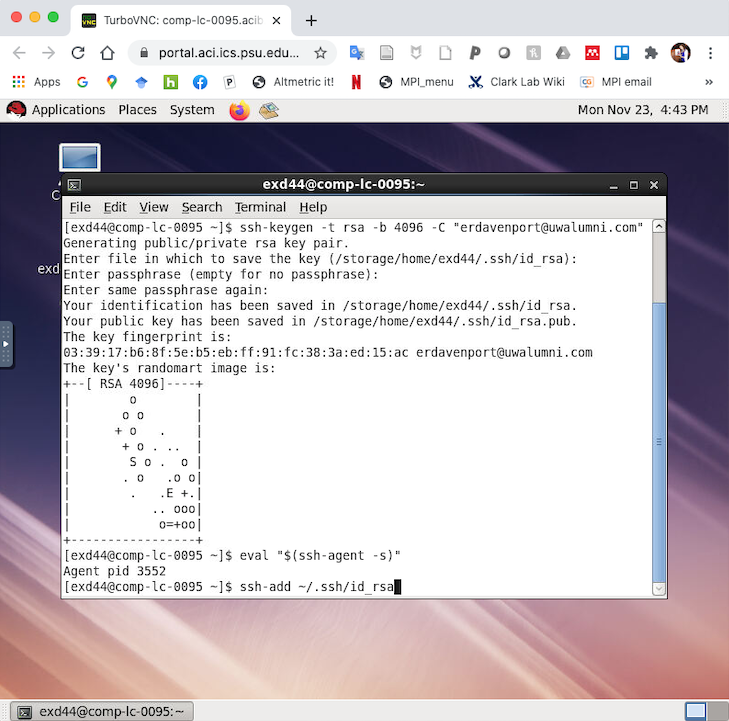 TurboVNC: comp-lc-0095.acib
portal.aci.ics.psu.edu...
Apps
Altmetric it!
MPI_menu
Clark Lab Wiki
MPI email
»
Applications Places System
Mon Nov 23, 4:43 PM
exd44@comp-lc-0095:~
File Edit View Search Terminal Help
[exd44@comp-lc-0095 ~]$ ssh-keygen -t rsa -b 4096 -C "erdavenport@uwalumni.com"
Generating public/private rsa key pair.
Enter file in which to save the key (/storage/home/exd44/.ssh/id_rsa):
Enter passphrase (empty for no passphrase):
Enter same passphrase again:
Your identification has been saved in /storage/home/exd44/.ssh/id_rsa.
Your public key has been saved in /storage/home/exd44/.ssh/id_rsa.pub.
The key fingerprint is:
03:39:17:b6:8f:5e:b5:eb:ff:91:fc:38:3a:ed:15:ac erdavenport@uwalumni.com
The key's randomart image is:
+--[ RSA 4096]----+
|        o        |
|       o o       |
|      + o   .    |
|       + o . ..  |
|        S o .  o |
|       . o   .o o|
|        .   .E +.|
|           .. ooo|
|            o=+oo|
+-----------------+
[exd44@comp-lc-0095 ~]$ eval "$(ssh-agent -s)"
Agent pid 3552
[exd44@comp-lc-0095 ~]$ ssh-add ~/.ssh/id_rsa
exd
exd44@comp-lc-0095:~